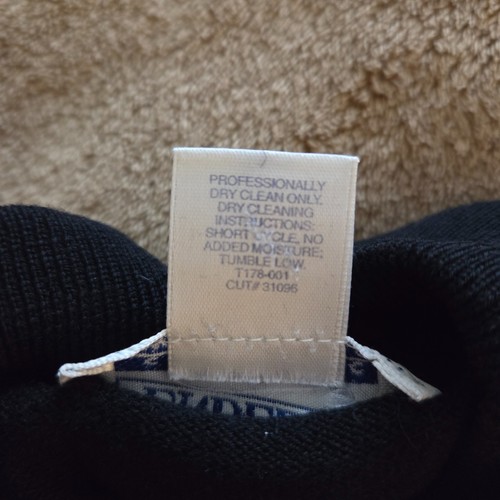 PROFESSIONALLY
DRY CLEAN ONLY.
DRY CLEANING
INSTRUCTIONS:
SHORT CYCLE, NO
ADDED MOISTURE;
TUMBLE LOW.
T178-001
CUT# 31096